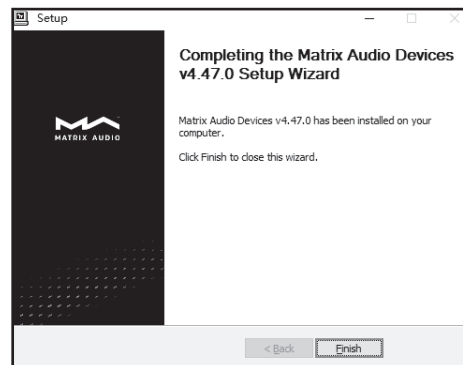 Setup
Completing the Matrix Audio Devices
v4.47.0 Setup Wizard
MATRIX AUDIO
Matrix Audio Devices v4.47.0 has been installed on your
computer.
Click Finish to close this wizard.
< Back
Finish